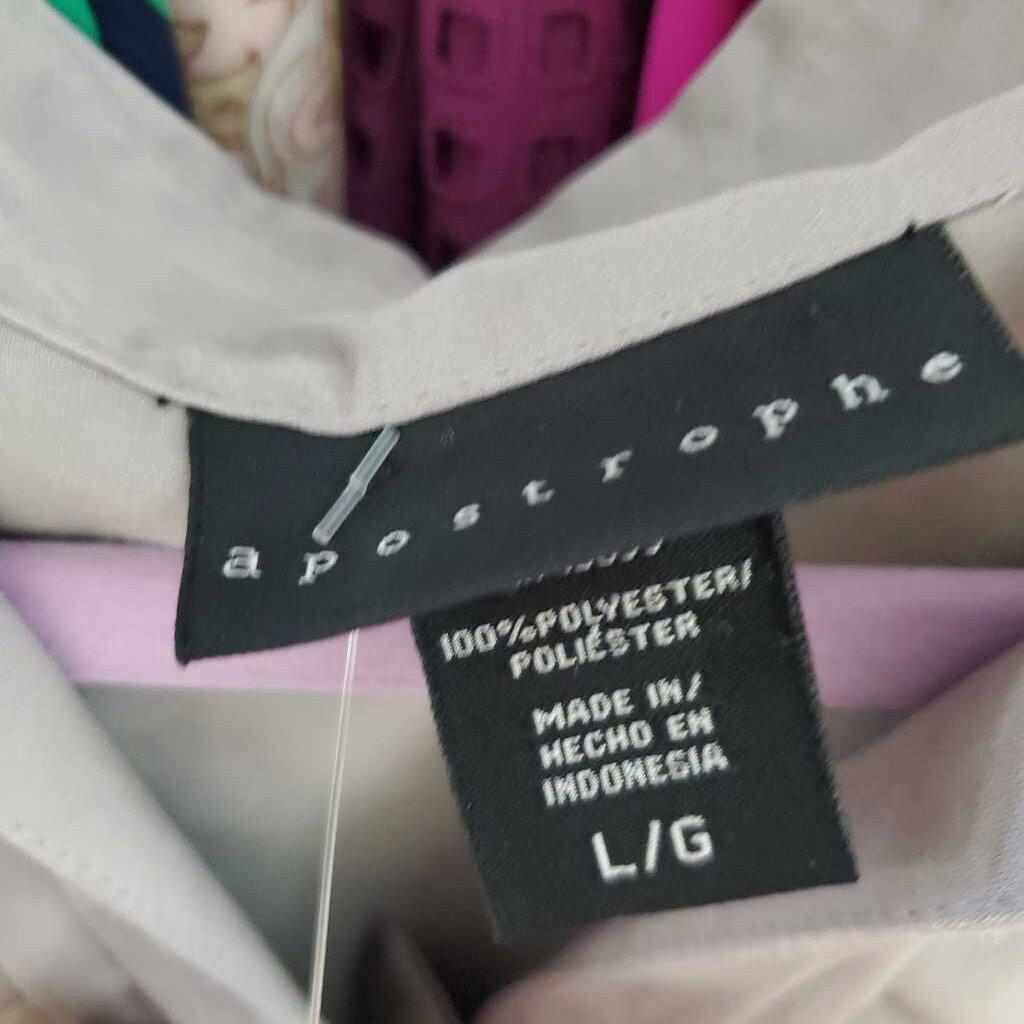 apostrophe
100%POLYESTER/
POLIÉSTER
MADE IN/
HECHO EN
INDONESIA
L/G